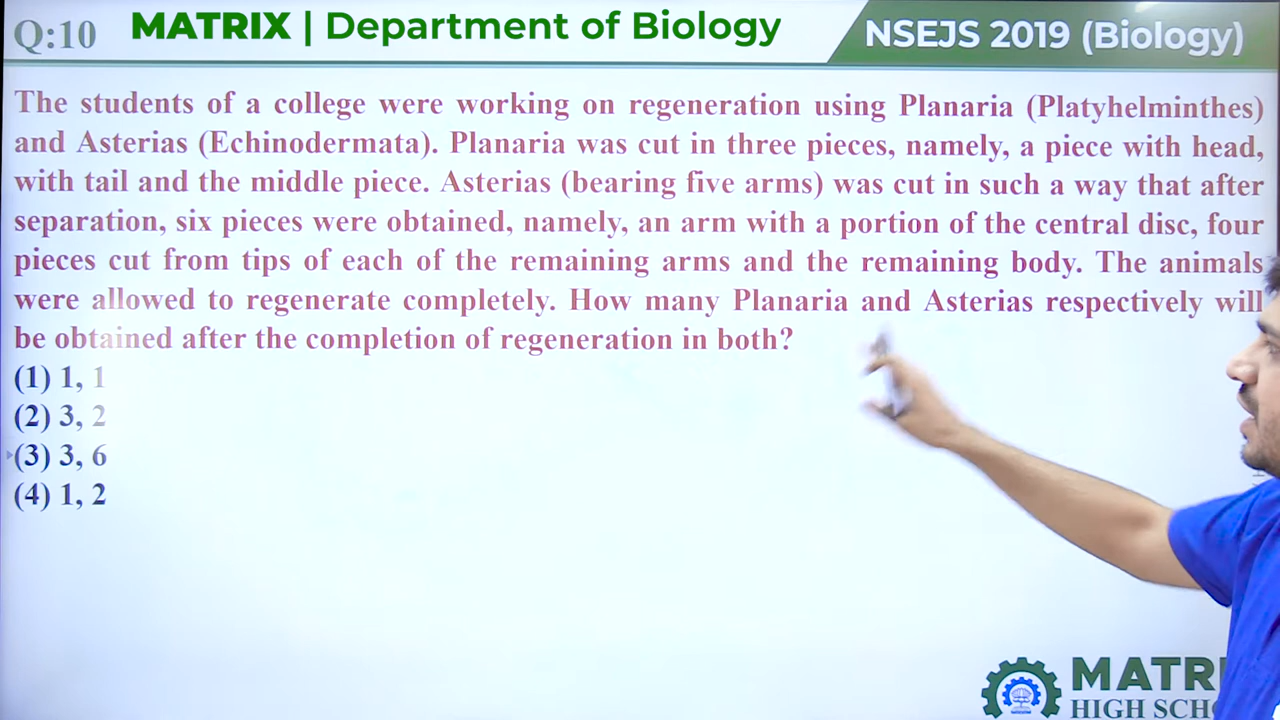 Q:10 MATRIX | Department of Biology NSEJS 2019 (Biology)
The students of a college were working on regeneration using Planaria (Platyhelminthes)
and Asterias (Echinodermata). Planaria was cut in three pieces, namely, a piece with head,
with tail and the middle piece. Asterias (bearing five arms) was cut in such a way that after
separation, six pieces were obtained, namely, an arm with a portion of the central disc, four
pieces cut from tips of each of the remaining arms and the remaining body. The animals
were allowed to regenerate completely. How many Planaria and Asterias respectively will
be obtained after the completion of regeneration in both?
(1) 1, 1
(2) 3, 2
(3) 3, 6
(4) 1, 2
MATRI
HIGH SCHO